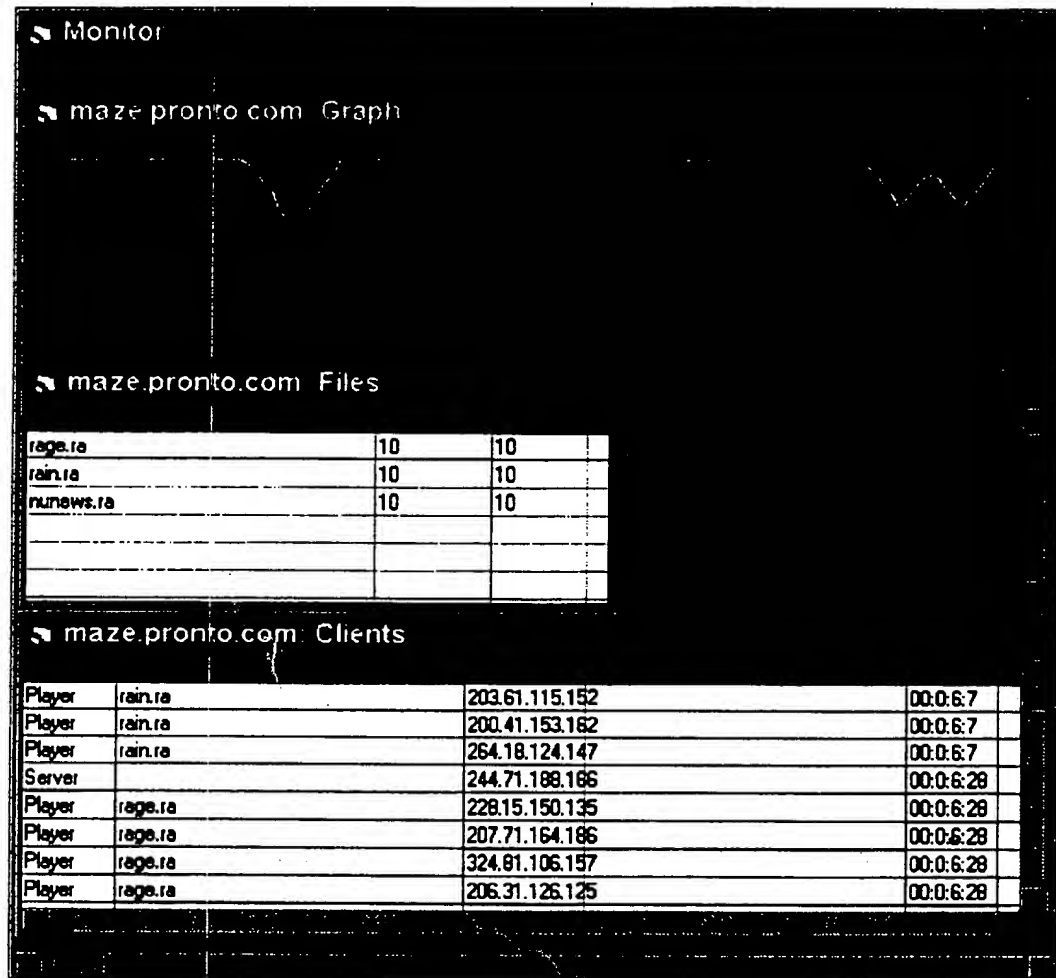 Monitor
maze.pronto.com: Graph
maze.pronto.com: Files
rage.ra 10 10
rain.ra 10 10
nunews.ra 10 10
maze.pronto.com: Clients
Player rain.ra 203.61.115.152 00:0:6:7
Player rain.ra 200.41.153.162 00:0:6:7
Player rain.ra 264.18.124.147 00:0:6:7
Server 244.71.188.166 00:0:6:28
Player rage.ra 228.15.150.135 00:0:6:28
Player rage.ra 207.71.164.186 00:0:6:28
Player rage.ra 324.81.106.157 00:0:6:28
Player rage.ra 206.31.126.125 00:0:6:28